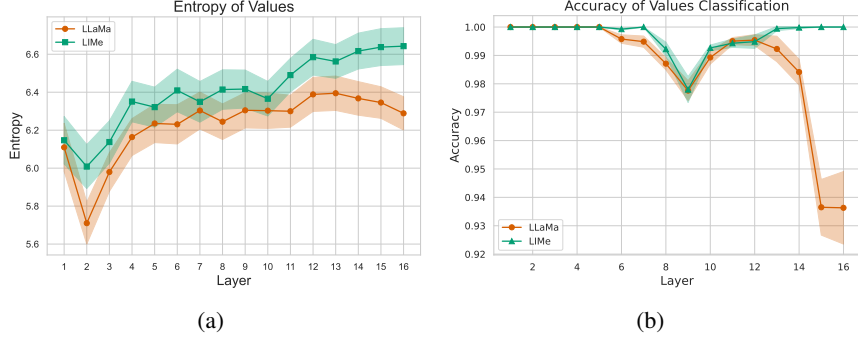 Entropy of Values
LLaMa
LIMe
6.6
6.4
6.2
6.0
5.8
5.6
Entropy
1 2 3 4 5 6 7 8 9 10 11 12 13 14 15 16
Layer
(a)
Accuracy of Values Classification
1.00
0.99
0.98
0.97
0.96
0.95
0.94
0.93
0.92
Accuracy
LLaMa
LIMe
2 4 6 8 10 12 14 16
Layer
(b)